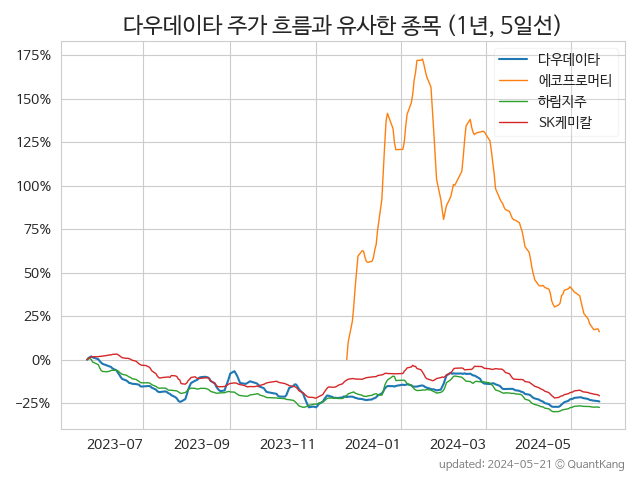 다우데이타 주가 흐름과 유사한 종목 (1년, 5일선)
175%
150%
125%
100%
75%
50%
25%
0%
−25%
다우데이타
에코프로머티
하림지주
SK케미칼
2023-07
2023-09
2023-11
2024-01
2024-03
2024-05
updated: 2024-05-21 © QuantKang